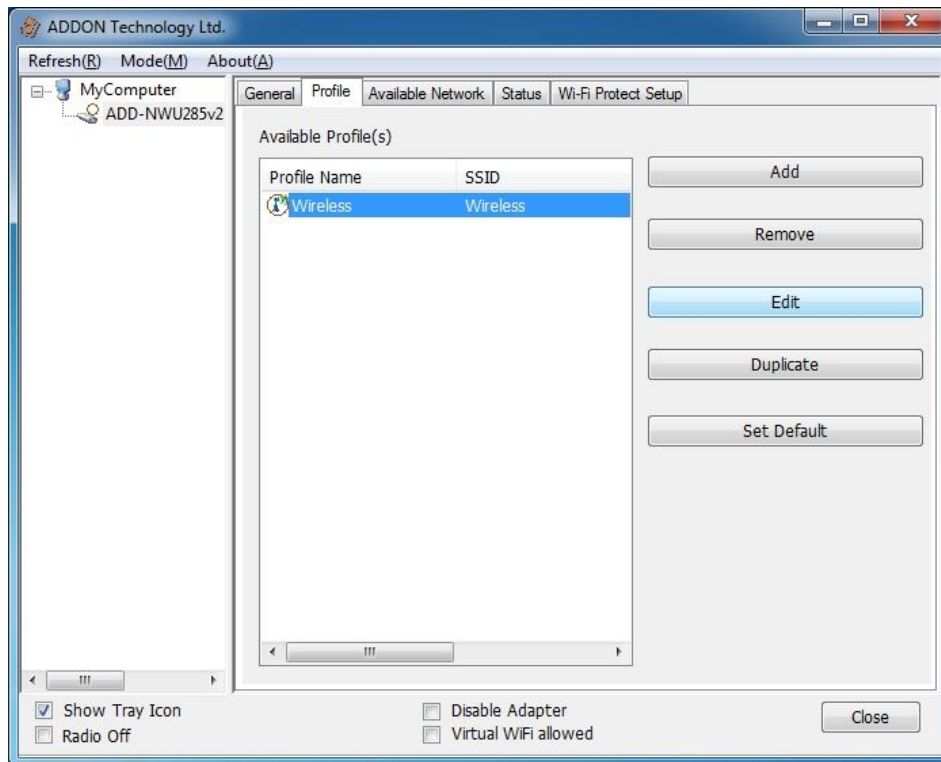 ADDON Technology Ltd.
Refresh(R) Mode(M) About(A)
MyComputer
ADD-NWU285v2
General Profile Available Network Status Wi-Fi Protect Setup
Available Profile(s)
Profile Name SSID
Wireless Wireless
Add
Remove
Edit
Duplicate
Set Default
Show Tray Icon
Radio Off
Disable Adapter
Virtual WiFi allowed
Close